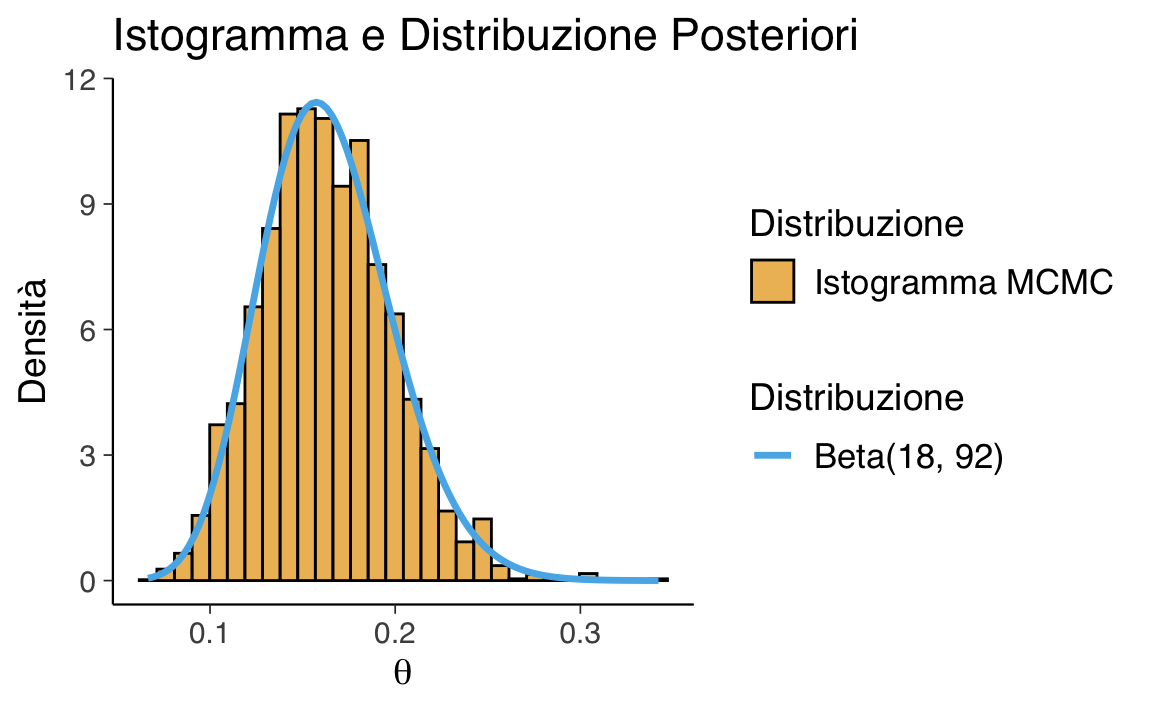 Istogramma e Distribuzione Posteriori
12
9
6
3
0
Densità
0.1
0.2
0.3
θ
Distribuzione
Istogramma MCMC
Distribuzione
Beta(18, 92)